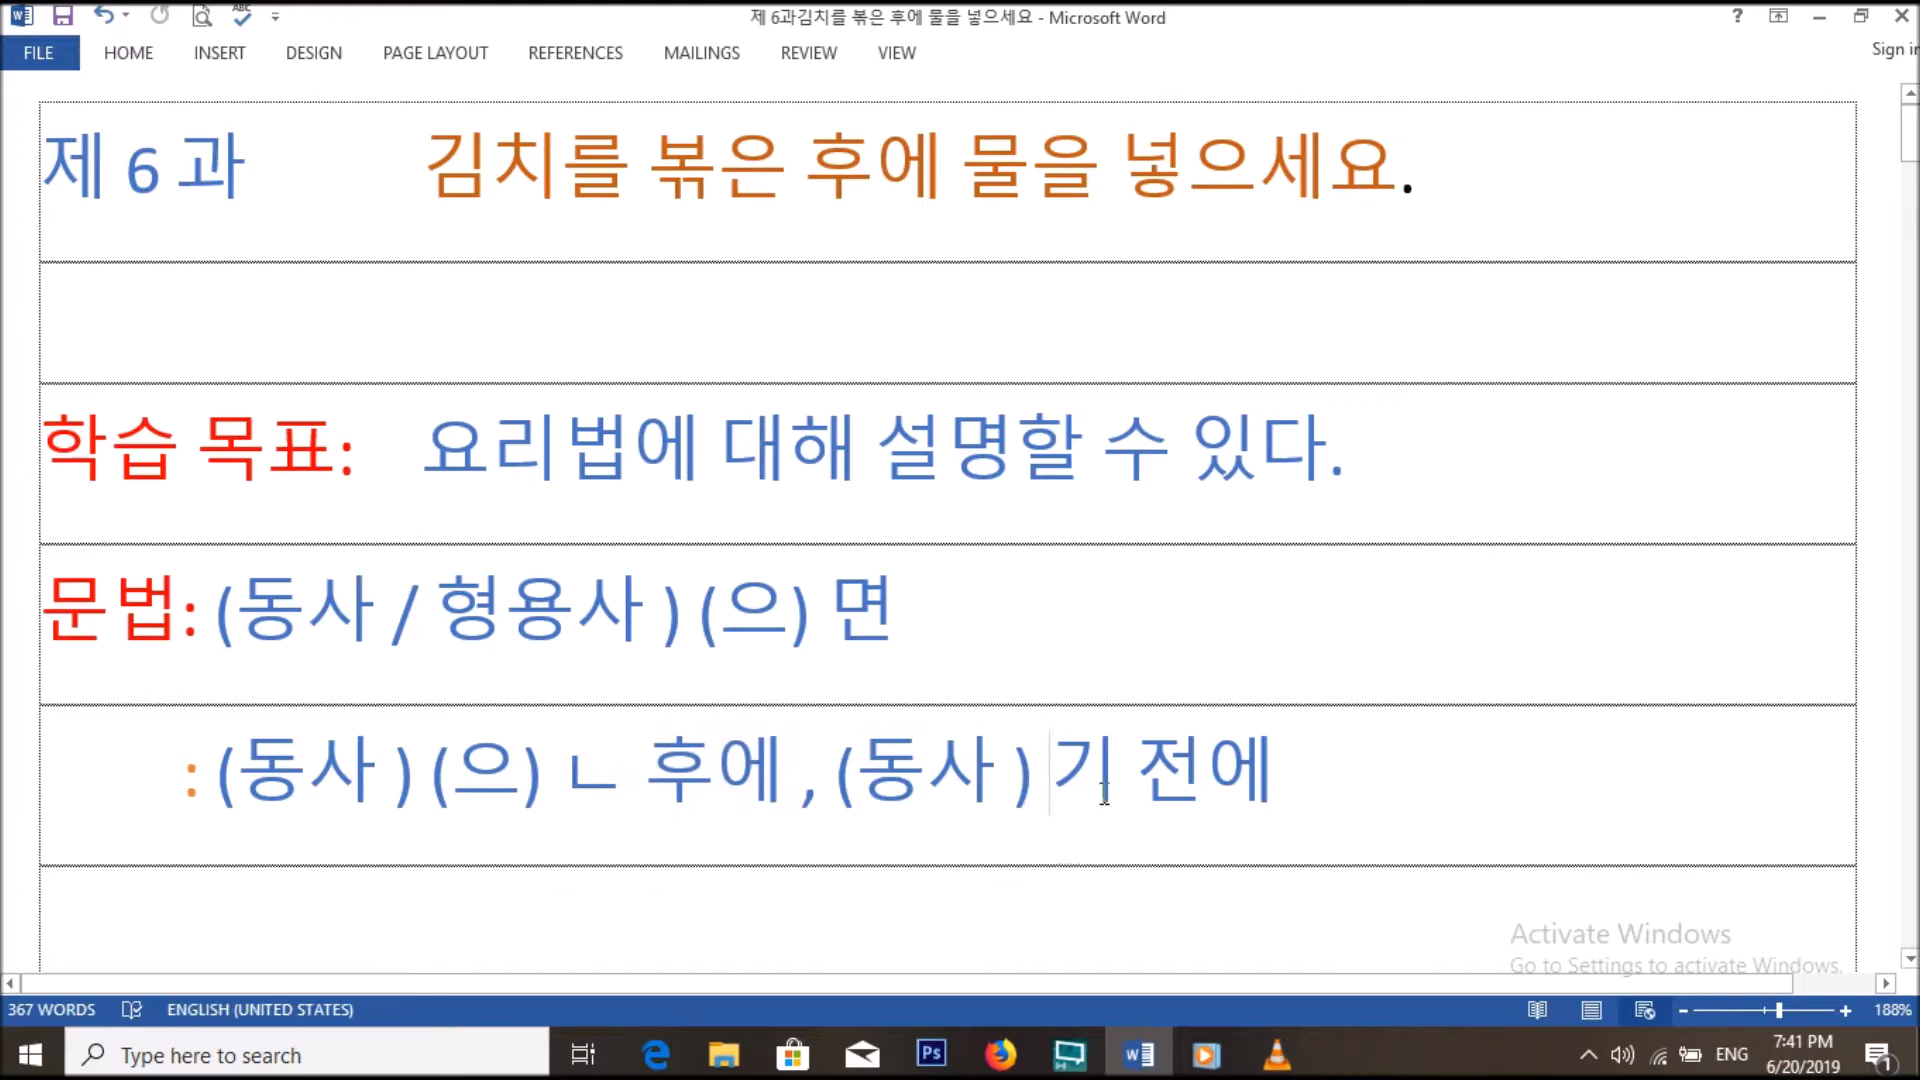 제 6과김치를 볶은 후에 물을 넣으세요 - Microsoft Word
FILE HOME INSERT DESIGN PAGE LAYOUT REFERENCES MAILINGS REVIEW VIEW Sign in
제 6 과 김치를 볶은 후에 물을 넣으세요.
학습 목표: 요리법에 대해 설명할 수 있다.
문법: (동사 / 형용사 ) (으) 면
: (동사 ) (으) ㄴ 후에 , (동사 ) 기 전에
Activate Windows
Go to Settings to activate Windows.
367 WORDS ENGLISH (UNITED STATES) 188%
Type here to search ENG 7:41 PM
6/20/2019 1